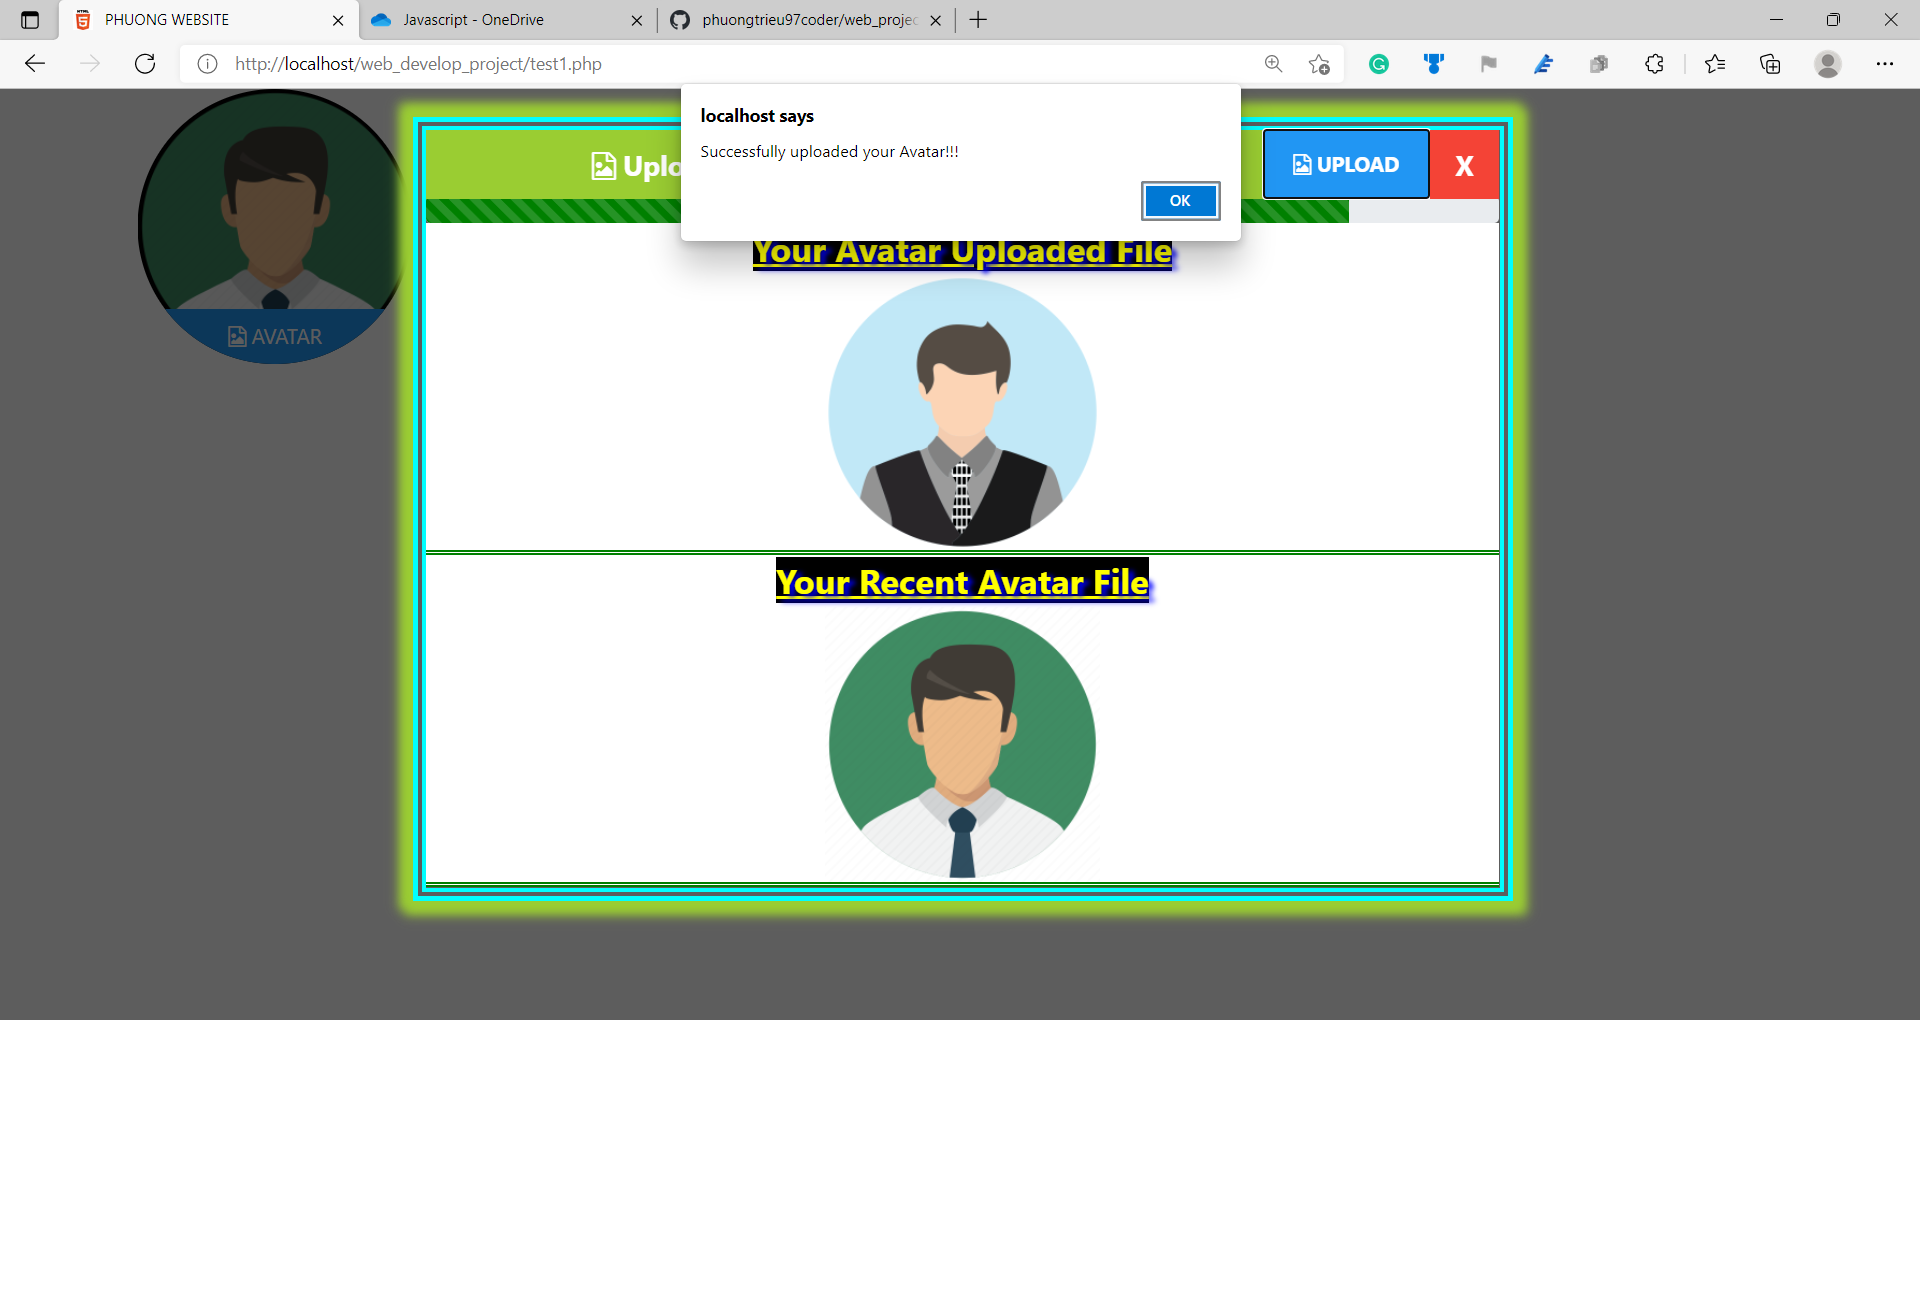 PHUONG WEBSITE
Javascript - OneDrive
phuongtrieu97coder/web_projec
http://localhost/web_develop_project/test1.php
localhost says
Successfully uploaded your Avatar!!!
OK
Uplo
UPLOAD
X
Your Avatar Uploaded File
AVATAR
Your Recent Avatar File